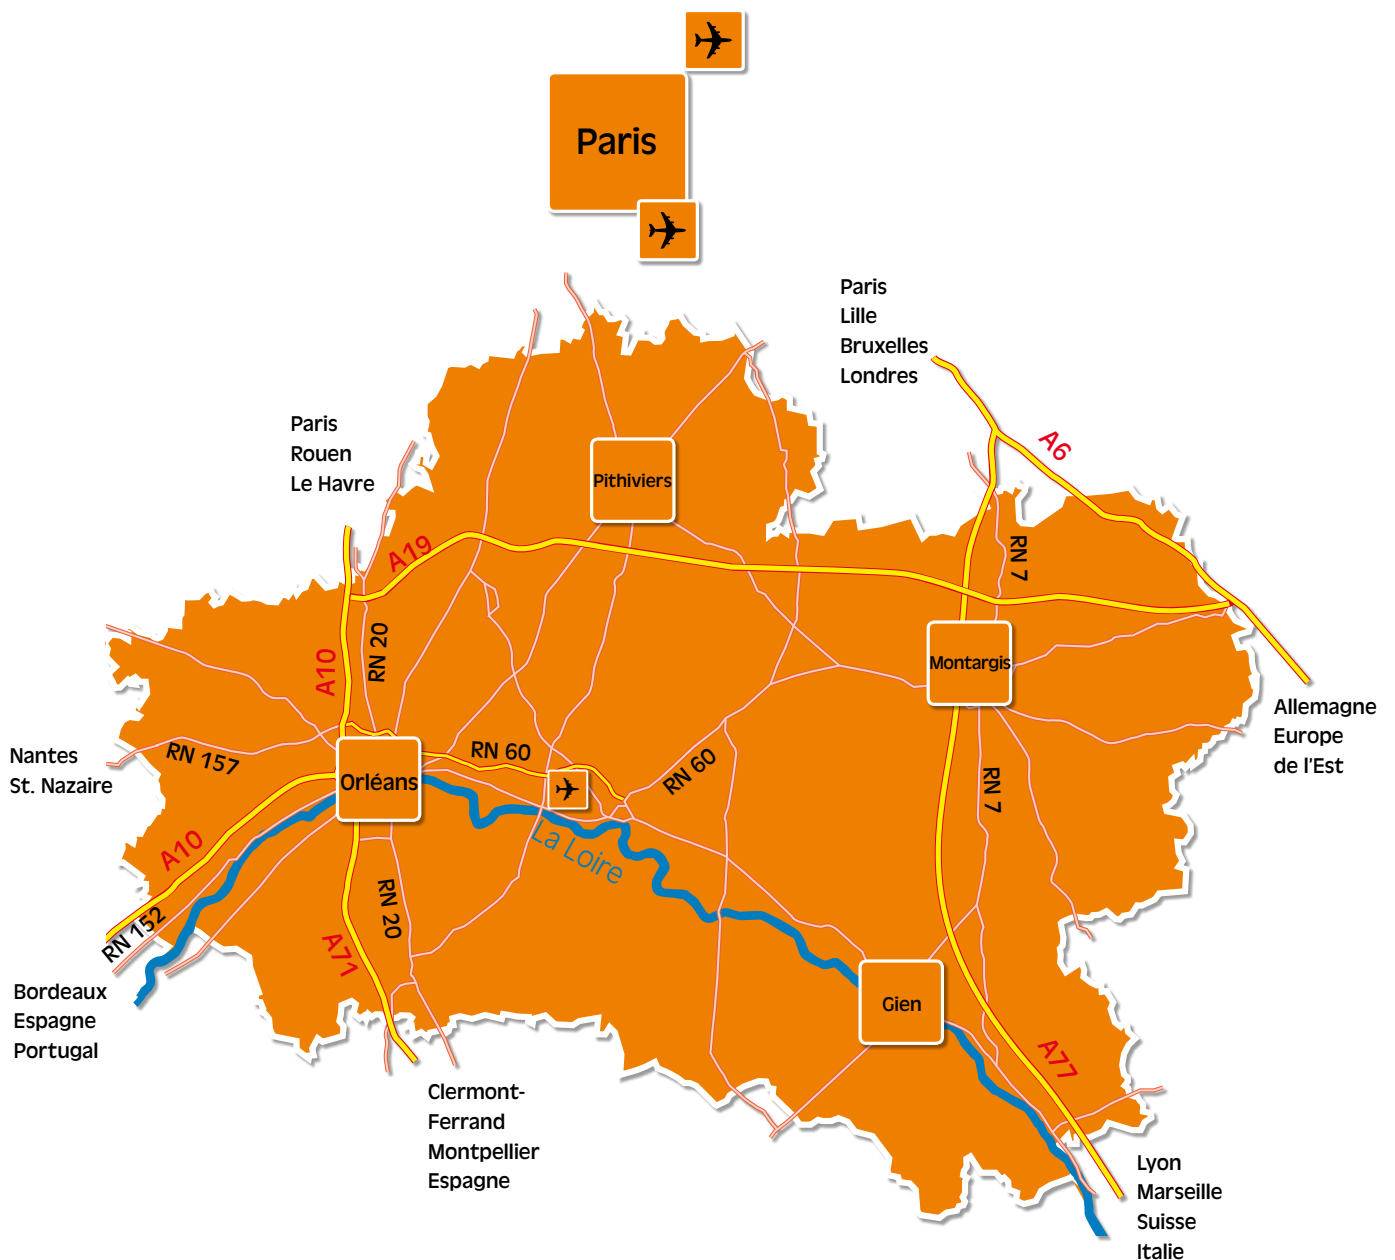 Paris
Paris
Lille
Bruxelles
Londres
Paris
Rouen
Le Havre
A6
Pithiviers
A19
RN 7
RN 20
A10
Montargis
Allemagne
Europe
de l'Est
Nantes
St. Nazaire
RN 157
Orléans
RN 60
RN 60
RN 7
La Loire
A10
RN 152
RN 20
A71
Bordeaux
Espagne
Portugal
Gien
A77
Clermont-
Ferrand
Montpellier
Espagne
Lyon
Marseille
Suisse
Italie